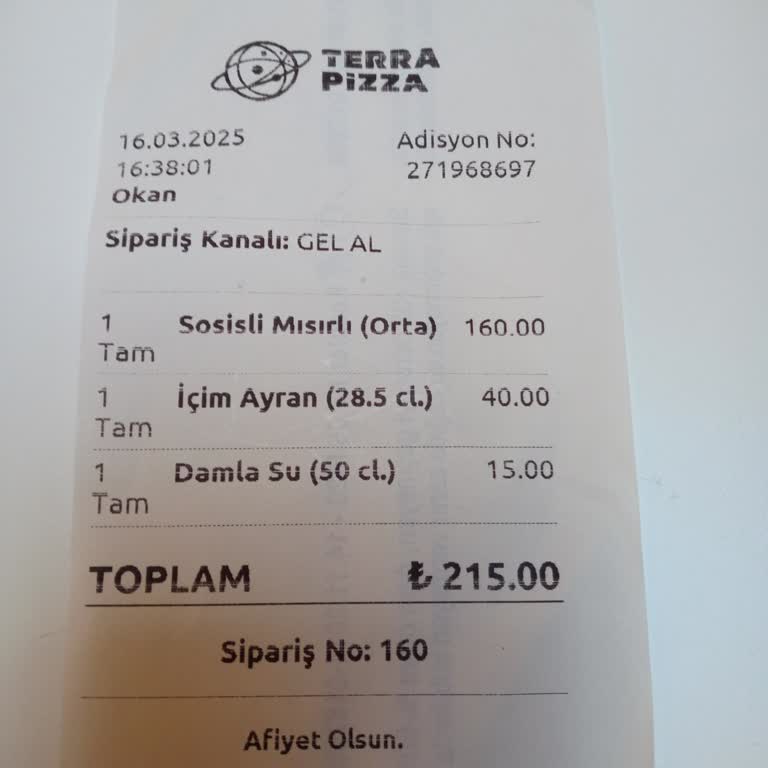 TERRA
PiZZA
16.03.2025 Adisyon No:
16:38:01 271968697
Okan
Sipariş Kanalı: GEL AL
1 Sosisli Mısırlı (Orta) 160.00
Tam
1 İçim Ayran (28.5 cl.) 40.00
Tam
1 Damla Su (50 cl.) 15.00
Tam
TOPLAM ₺ 215.00
Sipariş No: 160
Afiyet Olsun.